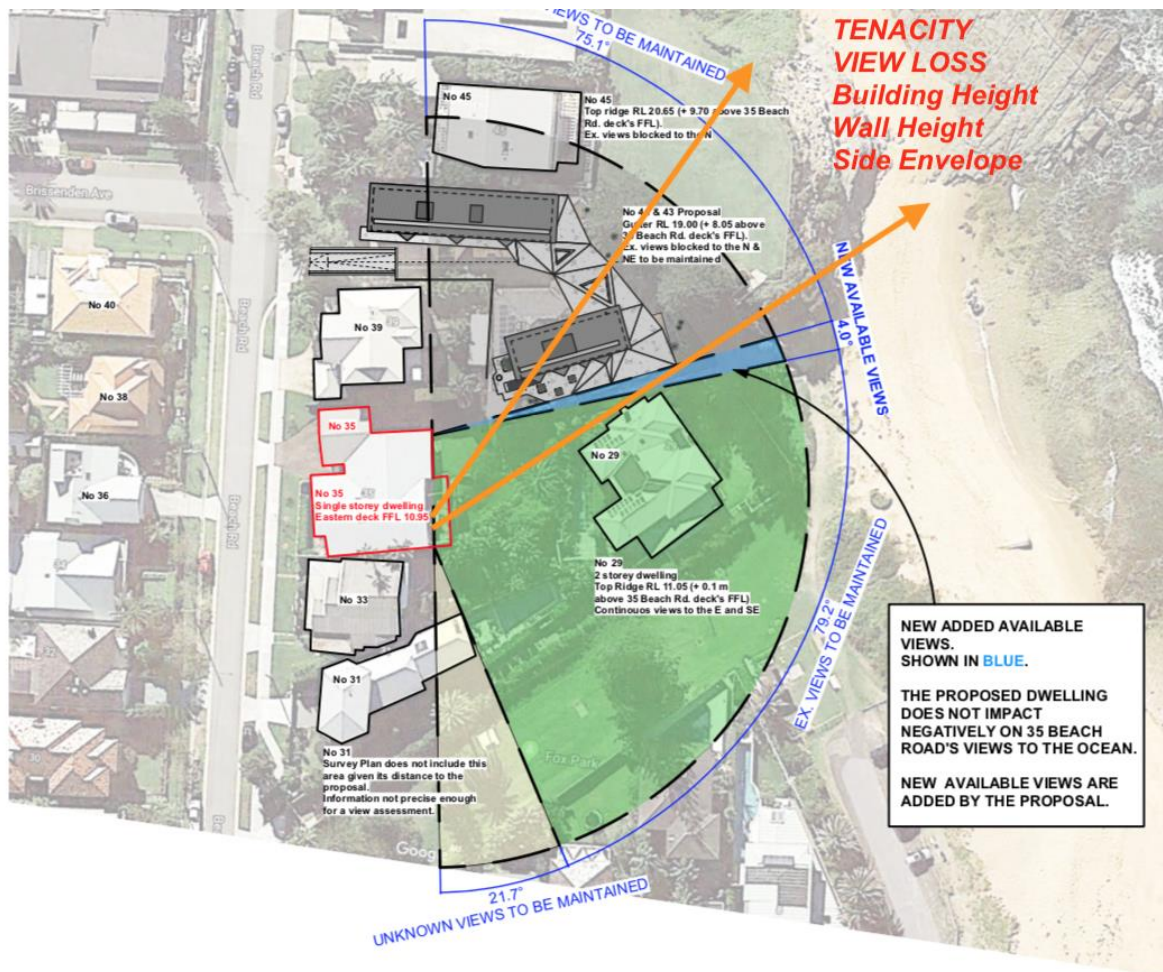 VIEWS TO BE MAINTAINED
75.1°
TENACITY
VIEW LOSS
Building Height
Wall Height
Side Envelope
No 45
No 45
Top ridge RL 20.65 (+ 9.70 above 35 Beach
Rd. deck's FFL).
Ex. views blocked to the N
Beach Rd
Brissenden Ave
No & 43 Proposal
Gutter RL 19.00 (+ 8.05 above
35 Beach Rd. deck's FFL).
Ex. views blocked to the N &
NE to be maintained
NEW AVAILABLE VIEWS
4.0°
No 40
No 39
Beach Rd
No 38
No 35
No 36
No 35
Single storey dwelling
Eastern deck FFL 10.95
35
No 29
Beach Rd
No 29
2 storey dwelling
Top Ridge RL 11.05 (+ 0.1 m
above 35 Beach Rd. deck's FFL)
Continouos views to the E and SE
No 33
No 31
79.2°
EX. VIEWS TO BE MAINTAINED
NEW ADDED AVAILABLE
VIEWS.
SHOWN IN BLUE.
THE PROPOSED DWELLING
DOES NOT IMPACT
NEGATIVELY ON 35 BEACH
ROAD'S VIEWS TO THE OCEAN.
NEW AVAILABLE VIEWS ARE
ADDED BY THE PROPOSAL.
No 31
Survey Plan does not include this
area given its distance to the
proposal.
Information not precise enough
for a view assessment.
Fox Park
Goog
21.7°
UNKNOWN VIEWS TO BE MAINTAINED